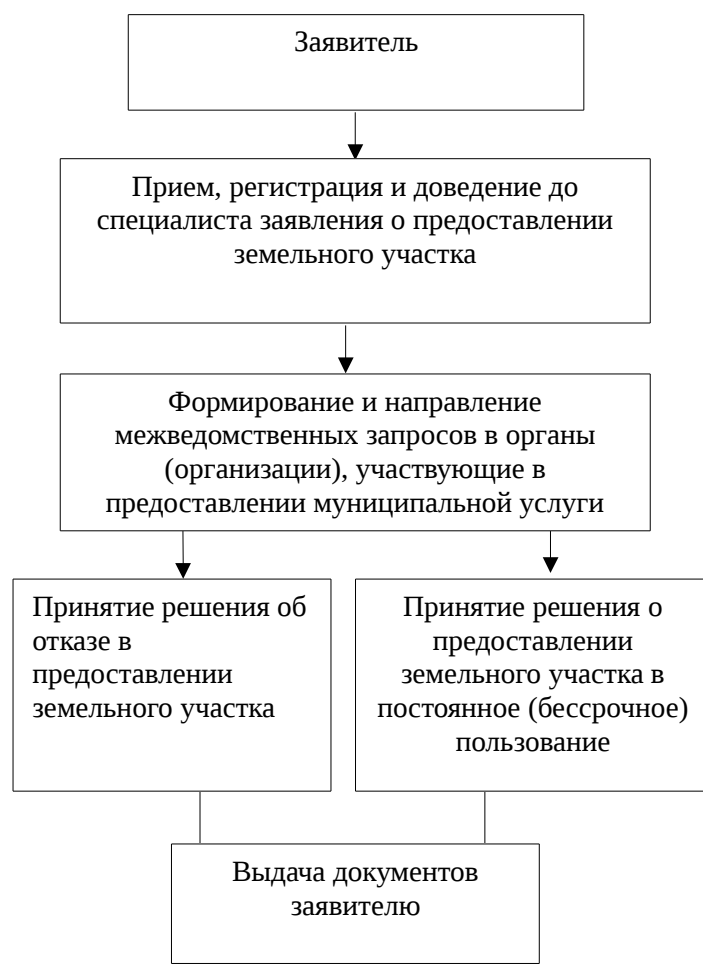 Заявитель
Прием, регистрация и доведение до
специалиста заявления о предоставлении
земельного участка
Формирование и направление
межведомственных запросов в органы
(организации), участвующие в
предоставлении муниципальной услуги
Принятие решения об
отказе в
предоставлении
земельного участка
Принятие решения о
предоставлении
земельного участка в
постоянное (бессрочное)
пользование
Выдача документов
заявителю